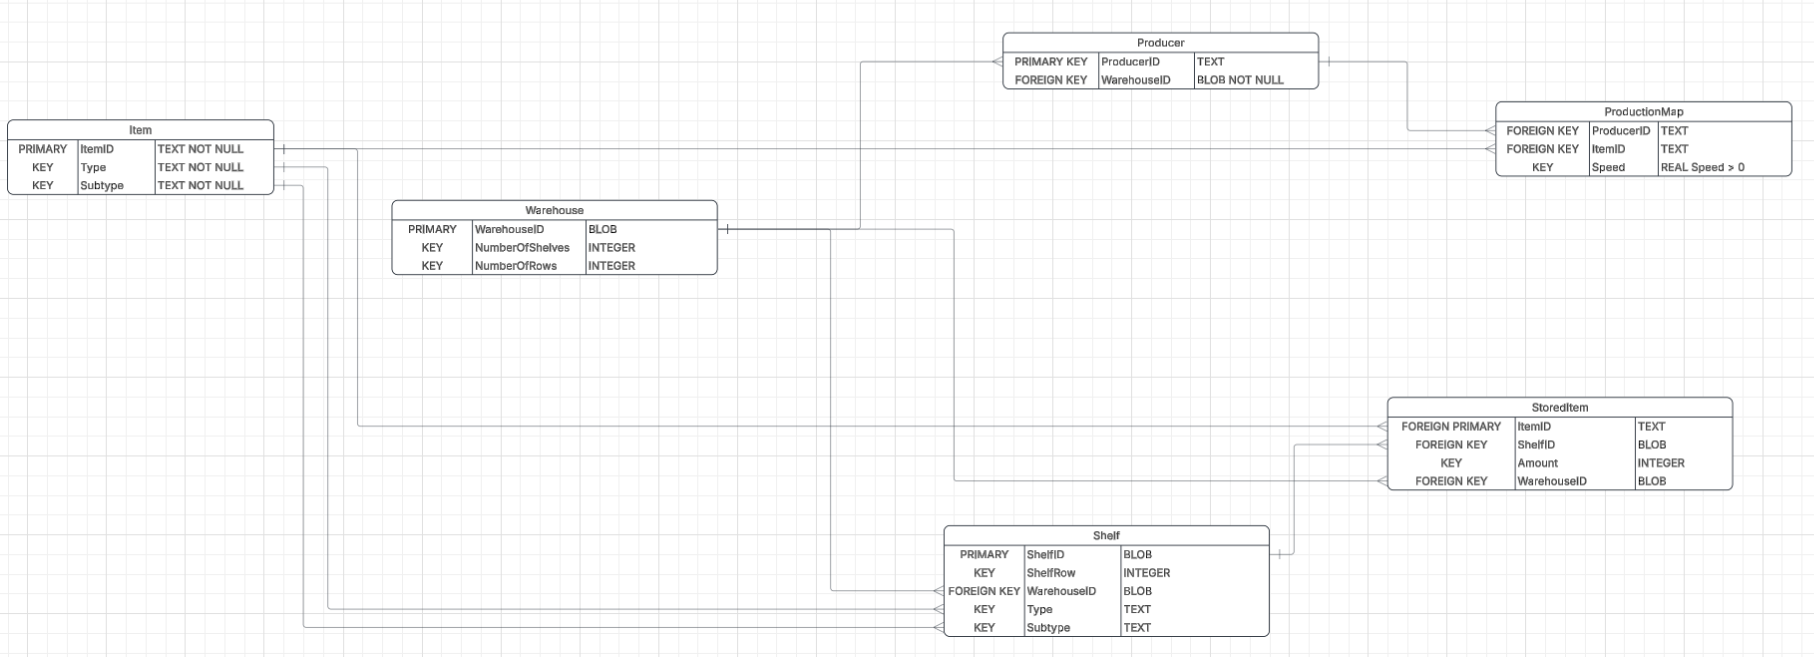 Producer
PRIMARY KEY ProducerID TEXT
FOREIGN KEY WarehouseID BLOB NOT NULL
ProductionMap
FOREIGN KEY ProducerID TEXT
FOREIGN KEY ItemID TEXT
KEY Speed REAL Speed > 0
Item
PRIMARY ItemID TEXT NOT NULL
KEY Type TEXT NOT NULL
KEY Subtype TEXT NOT NULL
Warehouse
PRIMARY WarehouseID BLOB
KEY NumberOfShelves INTEGER
KEY NumberOfRows INTEGER
StoredItem
FOREIGN PRIMARY ItemID TEXT
FOREIGN KEY ShelfID BLOB
KEY Amount INTEGER
FOREIGN KEY WarehouseID BLOB
Shelf
PRIMARY ShelfID BLOB
KEY ShelfRow INTEGER
FOREIGN KEY WarehouseID BLOB
KEY Type TEXT
KEY Subtype TEXT